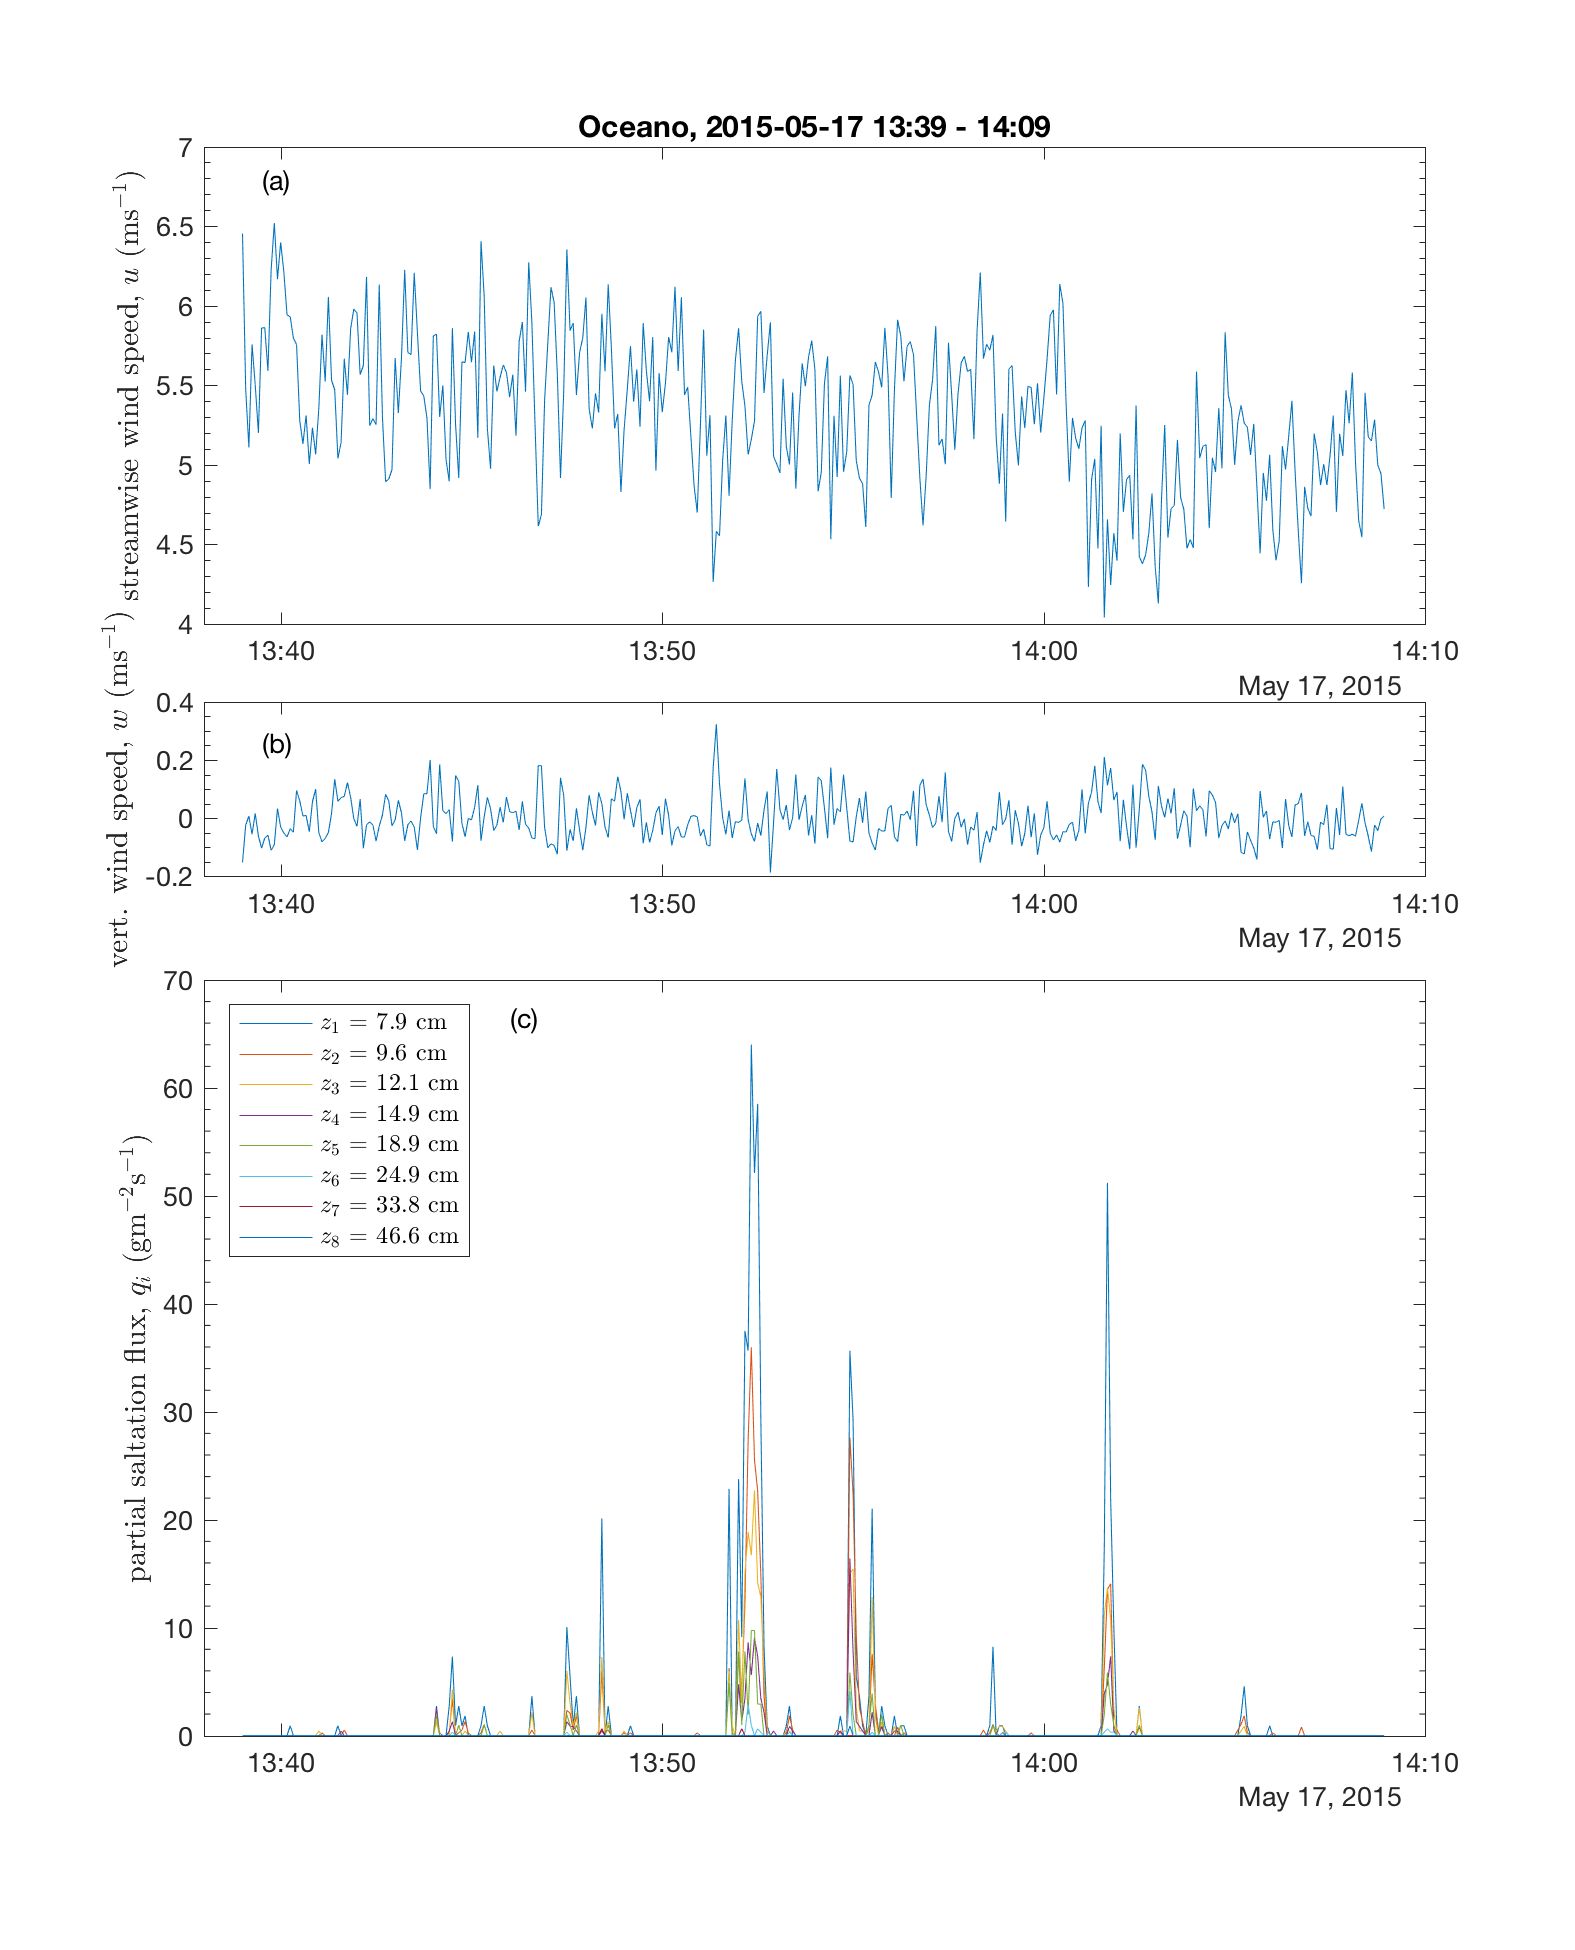 Oceano, 2015-05-17 13:39 - 14:09
(a)
streamwise wind speed, u (ms⁻¹)
7
6.5
6
5.5
5
4.5
4
13:40 13:50 14:00 14:10
May 17, 2015
(b)
vert. wind speed, w (ms⁻¹)
0.4
0.2
0
-0.2
13:40 13:50 14:00 14:10
May 17, 2015
(c)
partial saltation flux, qᵢ (gm⁻²s⁻¹)
70
60
50
40
30
20
10
0
z₁ = 7.9 cm
z₂ = 9.6 cm
z₃ = 12.1 cm
z₄ = 14.9 cm
z₅ = 18.9 cm
z₆ = 24.9 cm
z₇ = 33.8 cm
z₈ = 46.6 cm
13:40 13:50 14:00 14:10
May 17, 2015